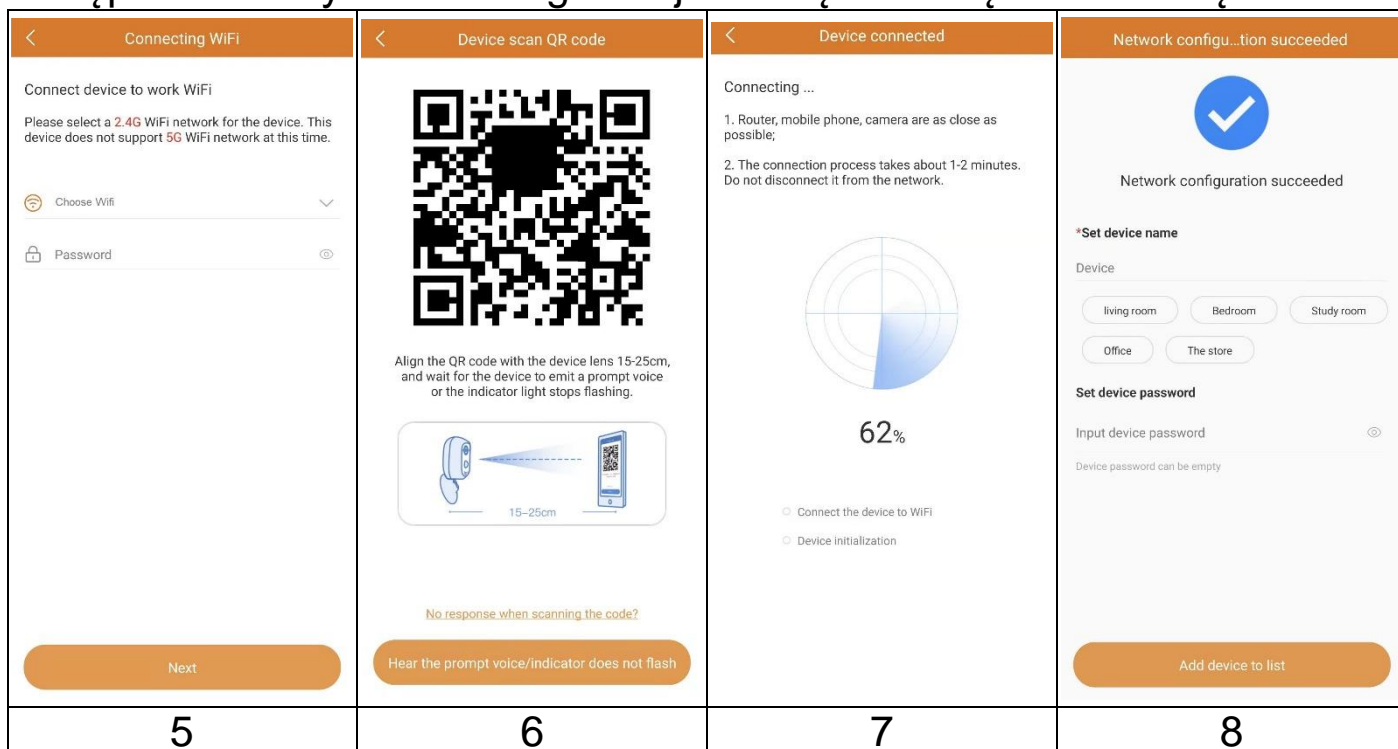 Connecting WiFi
Connect device to work WiFi
Please select a 2.4G WiFi network for the device. This
device does not support 5G WiFi network at this time.
Choose Wifi
Password
Next
5
Device scan QR code
Align the QR code with the device lens 15-25cm,
and wait for the device to emit a prompt voice
or the indicator light stops flashing.
15-25cm
No response when scanning the code?
Hear the prompt voice/indicator does not flash
6
Device connected
Connecting ...
1. Router, mobile phone, camera are as close as
possible;
2. The connection process takes about 1-2 minutes.
Do not disconnect it from the network.
62%
Connect the device to WiFi
Device initialization
7
Network configu...tion succeeded
Network configuration succeeded
*Set device name
Device
living room Bedroom Study room
Office The store
Set device password
Input device password
Device password can be empty
Add device to list
8